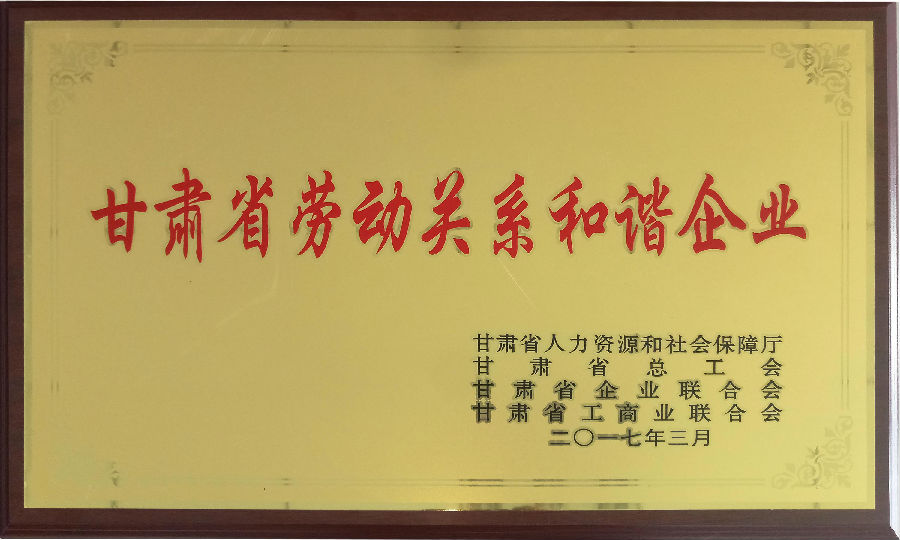 甘肃省劳动关系和谐企业
甘肃省人力资源和社会保障厅
甘肃省总工会
甘肃省企业联合会
甘肃省工商业联合会
二〇一七年三月